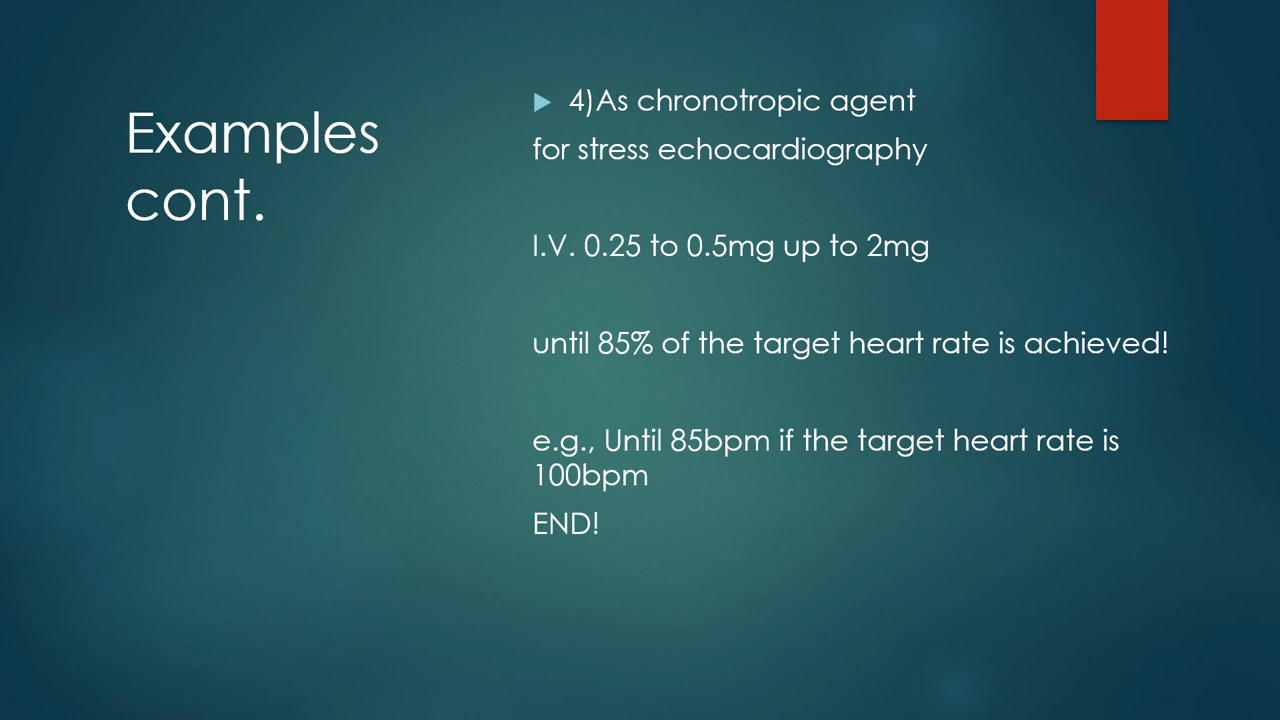 Examples
cont.
4)As chronotropic agent
for stress echocardiography
I.V. 0.25 to 0.5mg up to 2mg
until 85% of the target heart rate is achieved!
e.g., Until 85bpm if the target heart rate is
100bpm
END!